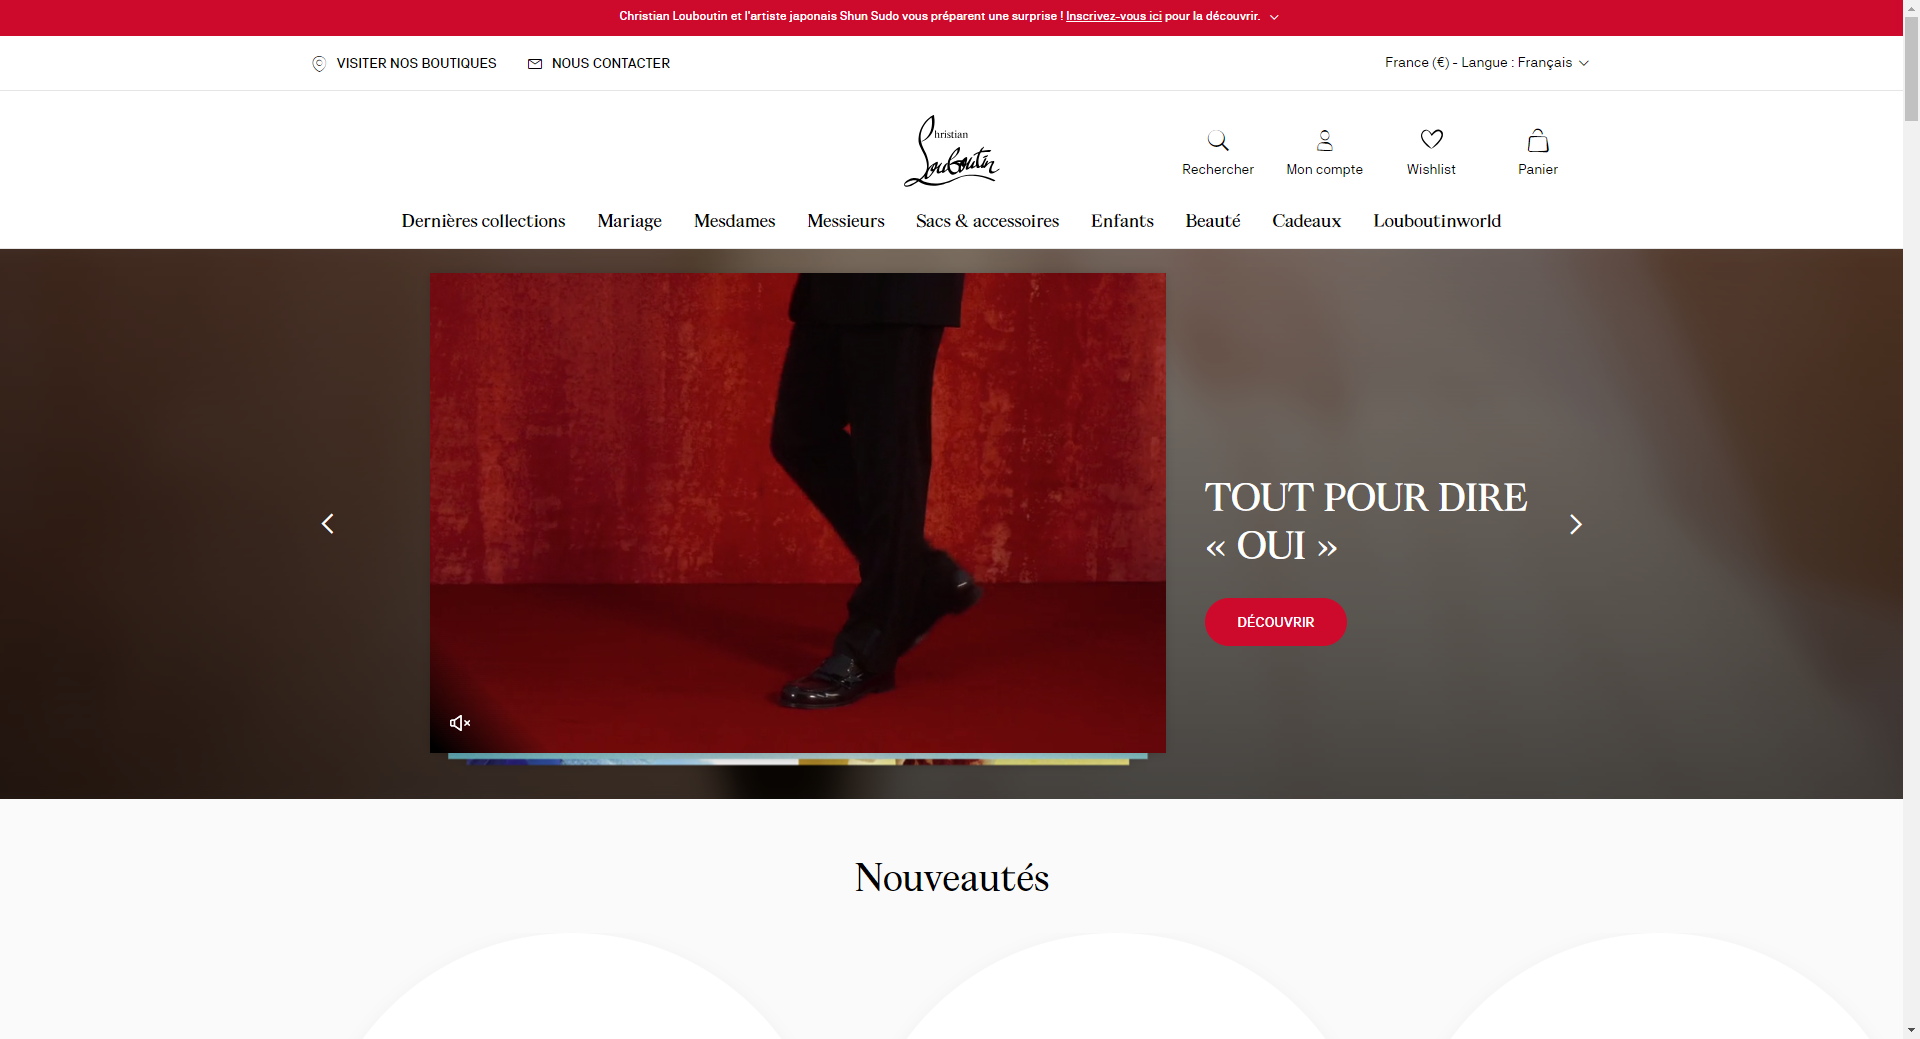 Christian Louboutin et l'artiste japonais Shun Sudo vous préparent une surprise ! Inscrivez-vous ici pour la découvrir.
VISITER NOS BOUTIQUES
NOUS CONTACTER
France (€) - Langue : Français
Christian
Louboutin
Rechercher
Mon compte
Wishlist
Panier
Dernières collections
Mariage
Mesdames
Messieurs
Sacs & accessoires
Enfants
Beauté
Cadeaux
Louboutinworld
TOUT POUR DIRE
« OUI »
DÉCOUVRIR
Nouveautés